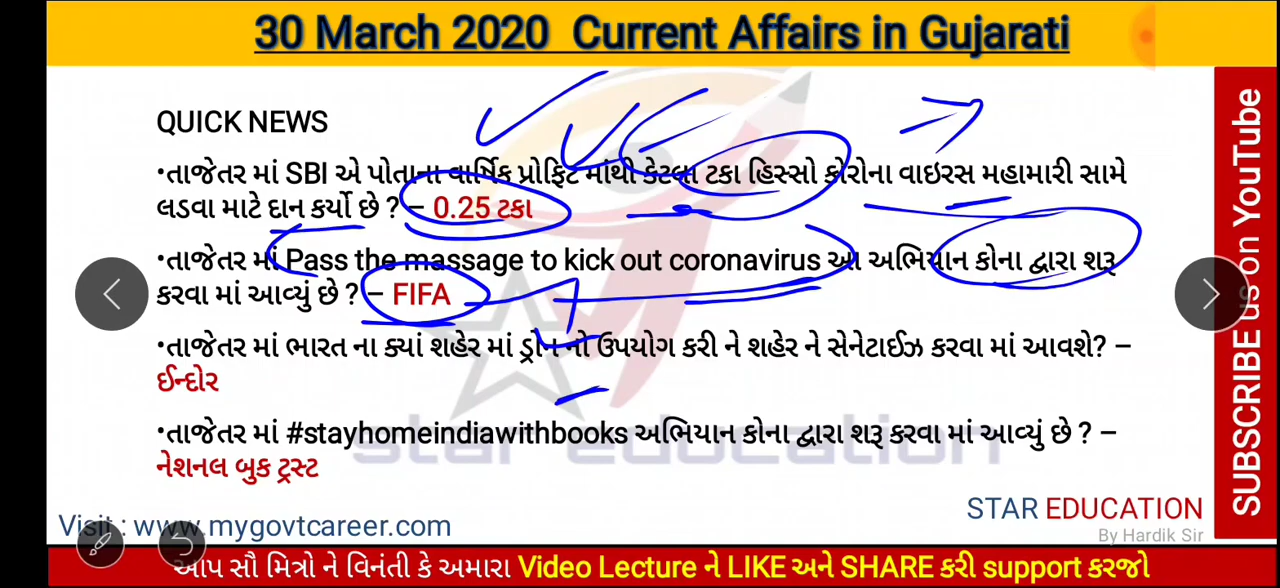 30 March 2020 Current Affairs in Gujarati
QUICK NEWS
•તાજેતર માં SBI એ પોતાના વાર્ષિક પ્રોફિટ માંથી કેટલા ટકા હિસ્સો કોરોના વાઇરસ મહામારી સામે
લડવા માટે દાન કર્યો છે ? – 0.25 ટકા
•તાજેતર માં Pass the massage to kick out coronavirus આ અભિયાન કોના દ્વારા શરૂ
કરવા માં આવ્યું છે ? – FIFA
•તાજેતર માં ભારત ના ક્યાં શહેર માં ડ્રોન નો ઉપયોગ કરી ને શહેર ને સેનેટાઈઝ કરવા માં આવશે? –
ઈન્દોર
•તાજેતર માં #stayhomeindiawithbooks અભિયાન કોના દ્વારા શરૂ કરવા માં આવ્યું છે ? –
નેશનલ બુક ટ્રસ્ટ
star education
STAR EDUCATION
Visit : www.mygovtcareer.com
By Hardik Sir
આપ સૌ મિત્રો ને વિનંતી કે અમારા Video Lecture ને LIKE અને SHARE કરી support કરજો
SUBSCRIBE us on YouTube